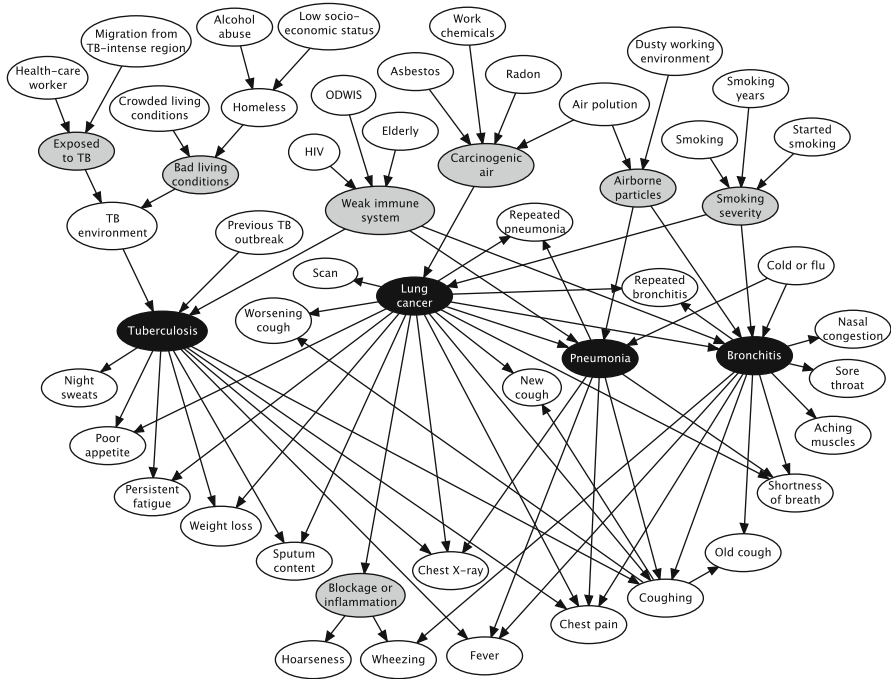 Alcohol
abuse
Low socio-
economic status
Work
chemicals
Migration from
TB-intense region
Dusty working
environment
Health-care
worker
Asbestos
Radon
Smoking
years
ODWIS
Crowded living
conditions
Homeless
Air polution
Elderly
Smoking
Started
smoking
HIV
Exposed
to TB
Bad living
conditions
Carcinogenic
air
Airborne
particles
Smoking
severity
Weak immune
system
TB
environment
Previous TB
outbreak
Repeated
pneumonia
Scan
Lung
cancer
Repeated
bronchitis
Cold or flu
Worsening
cough
Tuberculosis
Pneumonia
Bronchitis
Nasal
congestion
Night
sweats
New
cough
Sore
throat
Poor
appetite
Aching
muscles
Persistent
fatigue
Shortness
of breath
Weight loss
Sputum
content
Chest X-ray
Old cough
Blockage or
inflammation
Coughing
Chest pain
Hoarseness
Wheezing
Fever